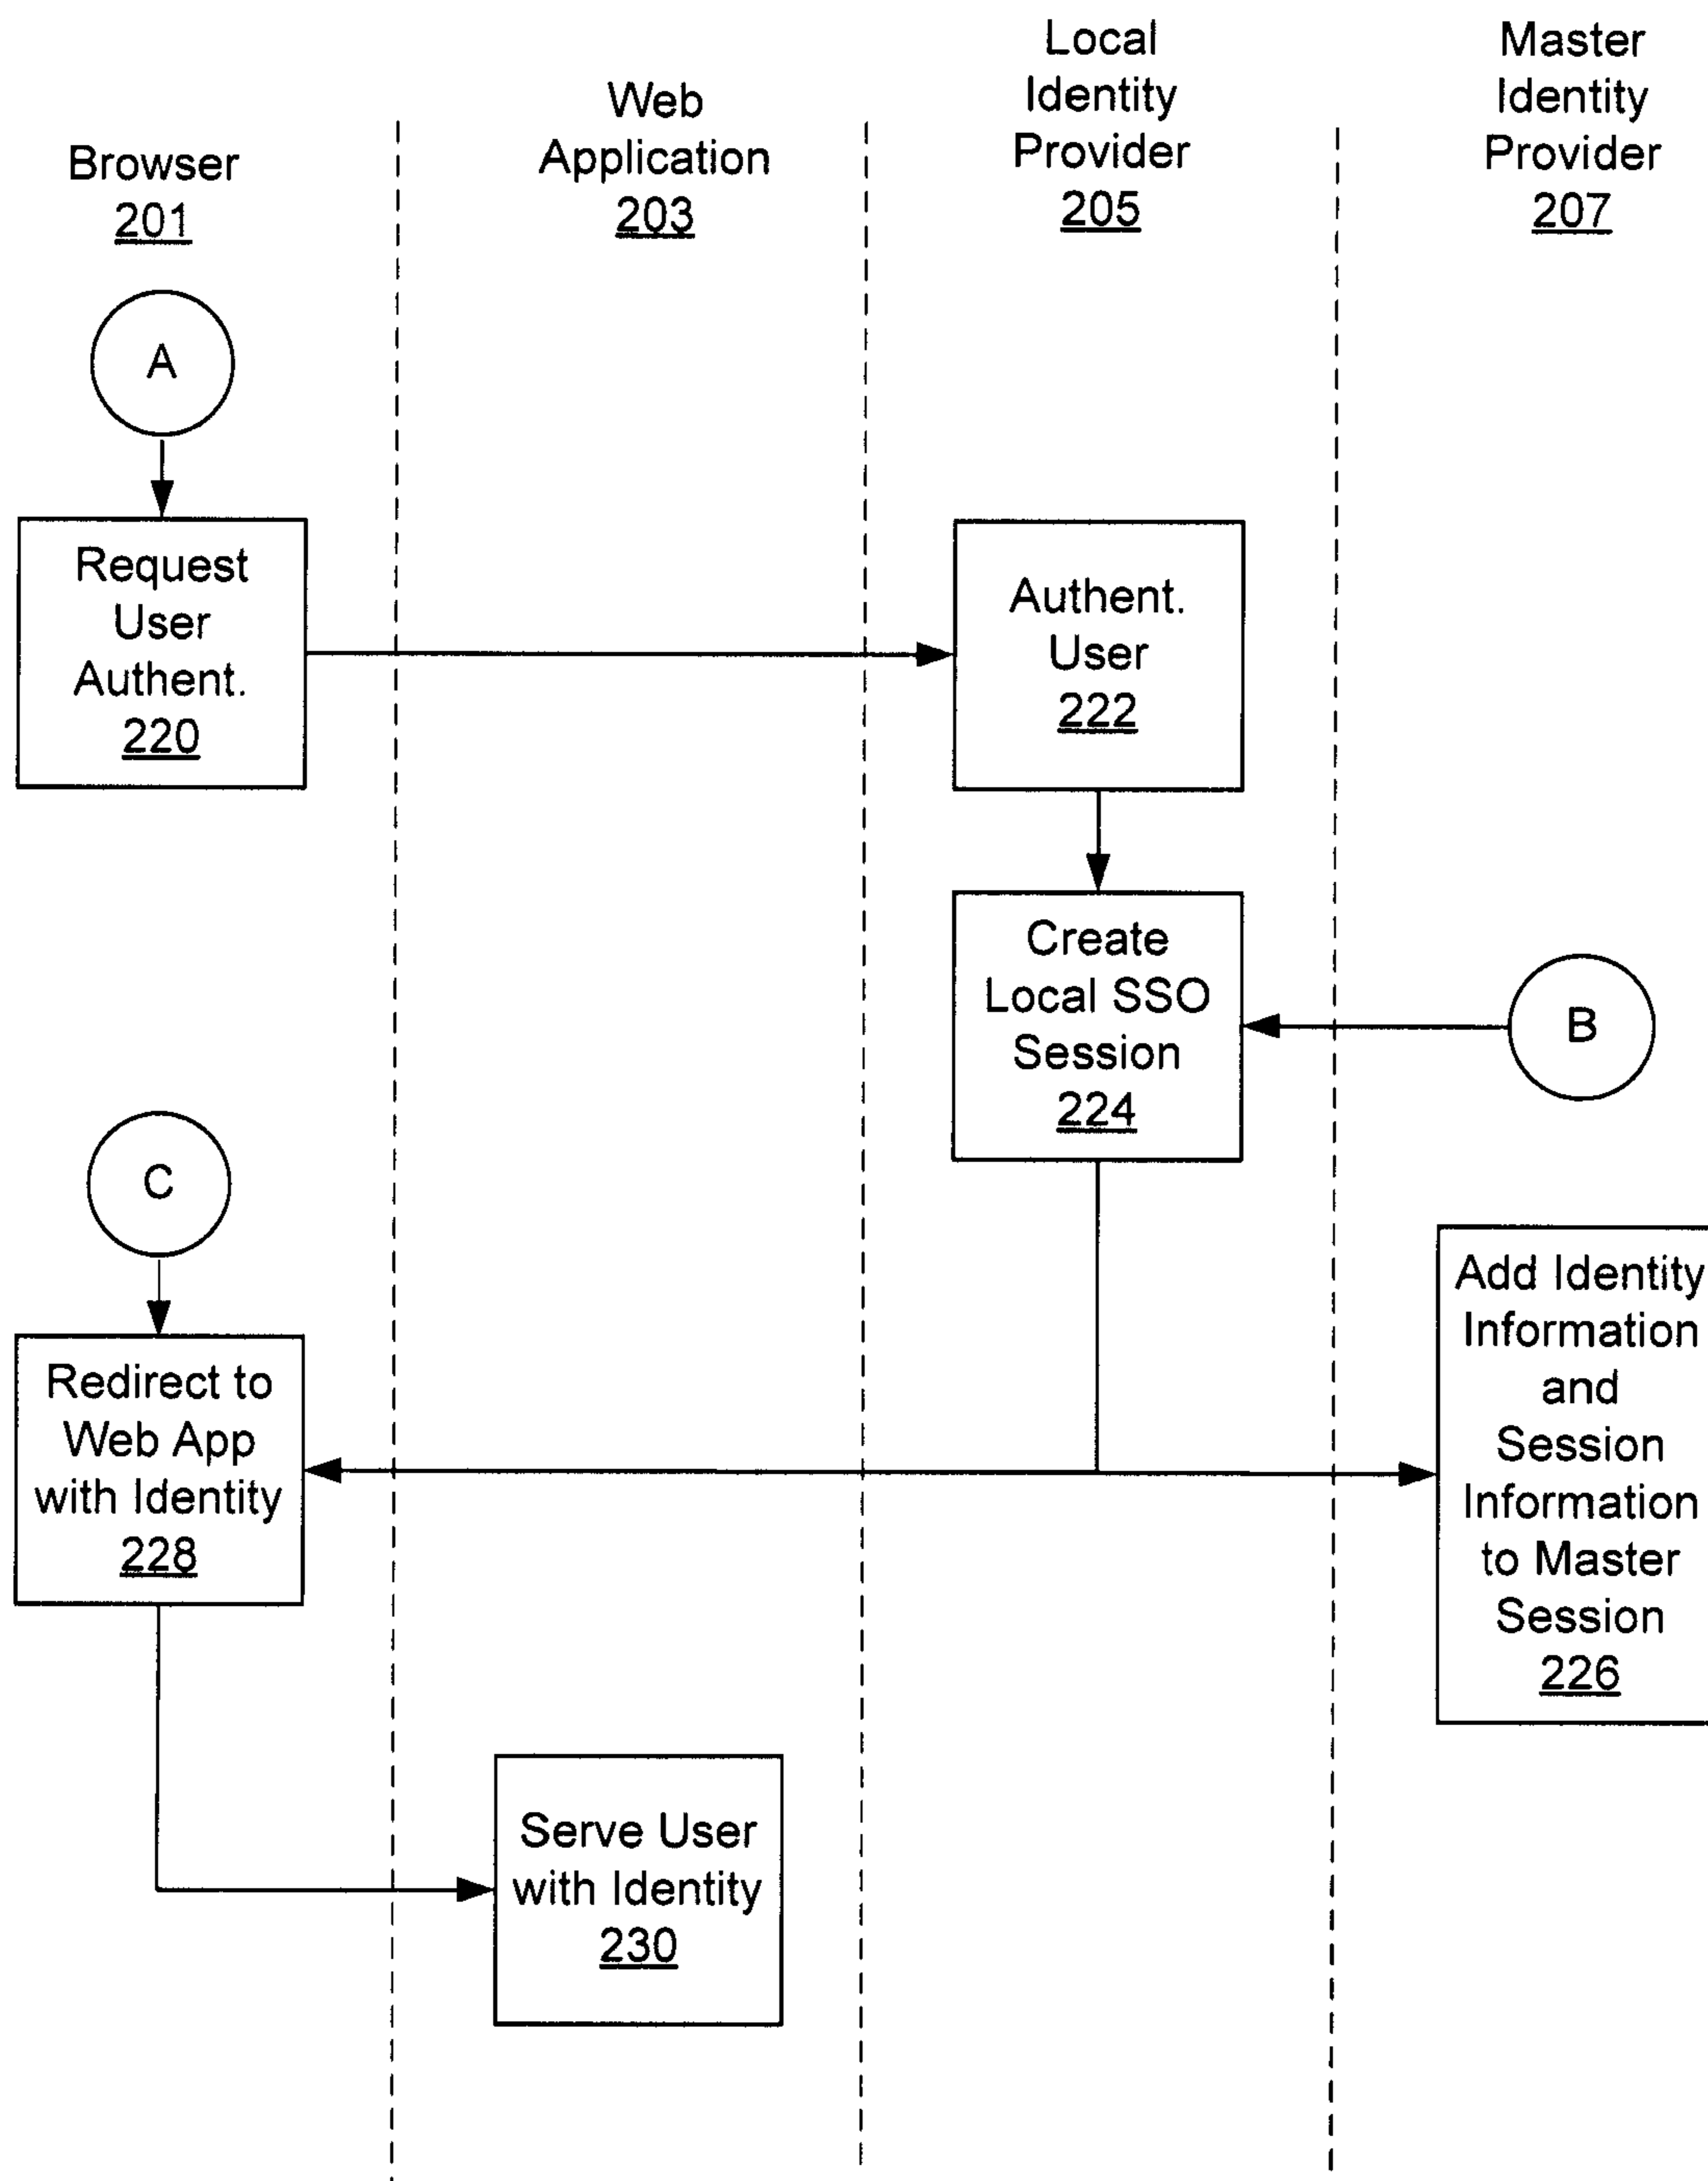 Browser
201
Web
Application
203
Local
Identity
Provider
205
Master
Identity
Provider
207
A
Request
User
Authent.
220
Authent.
User
222
Create
Local SSO
Session
224
B
C
Redirect to
Web App
with Identity
228
Add Identity
Information
and
Session
Information
to Master
Session
226
Serve User
with Identity
230